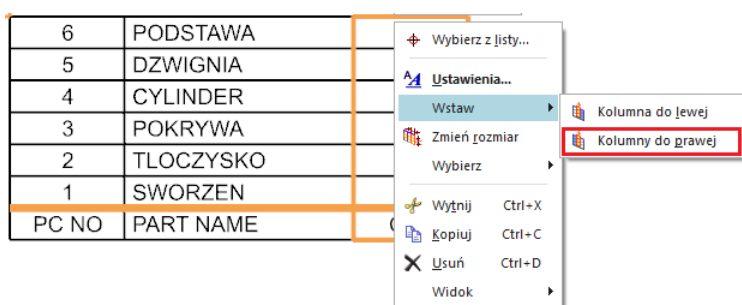 6 PODSTAWA
5 DZWIGNIA
4 CYLINDER
3 POKRYWA
2 TLOCZYSKO
1 SWORZEN
PC NO PART NAME
Wybierz z listy...
Ustawienia...
Wstaw
Zmień rozmiar
Wybierz
Wytnij Ctrl+X
Kopiuj Ctrl+C
Usuń Ctrl+D
Widok
Kolumna do lewej
Kolumny do prawej